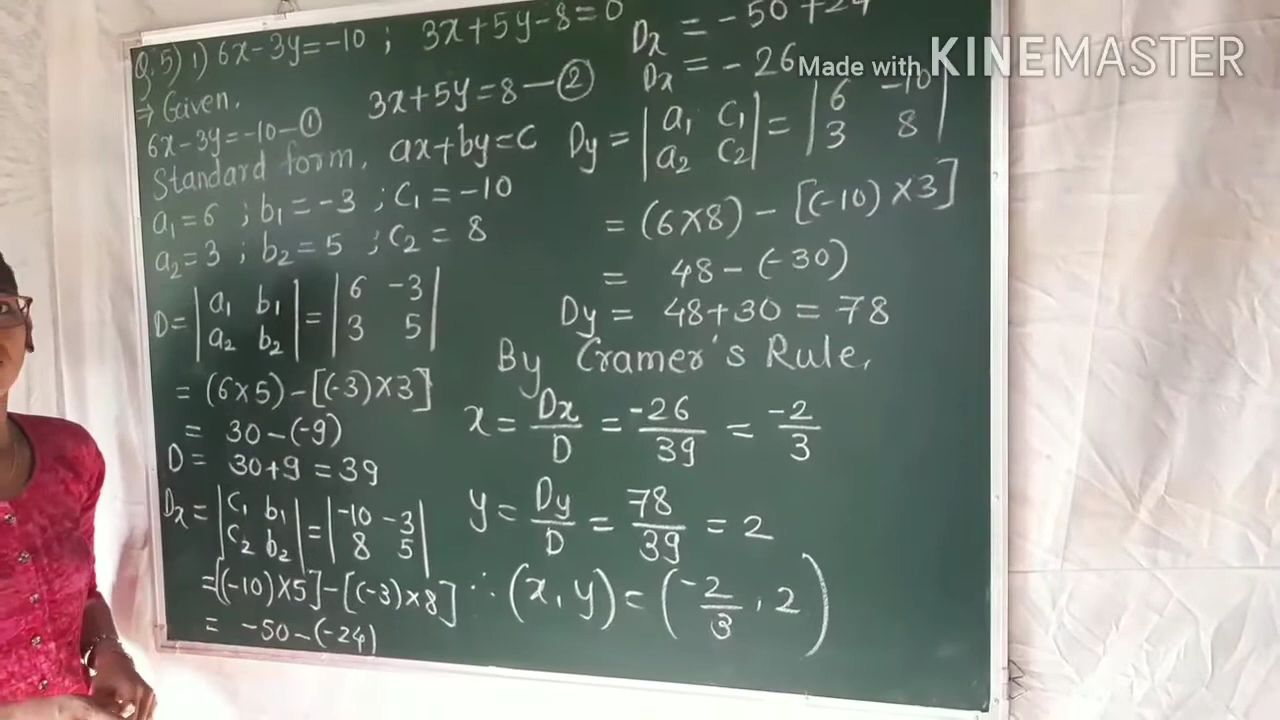 Q.5) 1) 6x-3y=-10 ; 3x+5y-8=0
⇒ Given,
6x-3y=-10-① 3x+5y=8-②
Standard form, ax+by=c
a₁=6 ; b₁=-3 ; c₁=-10
a₂=3 ; b₂=5 ; c₂=8
D= |a₁ b₁| = |6 -3|
|a₂ b₂| |3 5|
= (6×5)-[(-3)×3]
= 30-(-9)
D= 30+9=39
Dx= |c₁ b₁| = |-10 -3|
|c₂ b₂| |8 5|
=[(-10)×5]-[(-3)×8]
= -50-(-24)
Dx = -50+24
Dx = -26
Dy = |a₁ c₁| = |6 -10|
|a₂ c₂| |3 8|
= (6×8)-[(-10)×3]
= 48-(-30)
Dy = 48+30=78
By Cramer's Rule,
x = Dx/D = -26/39 = -2/3
y = Dy/D = 78/39 = 2
∴ (x,y) = (-2/3, 2)
Made with KINEMASTER